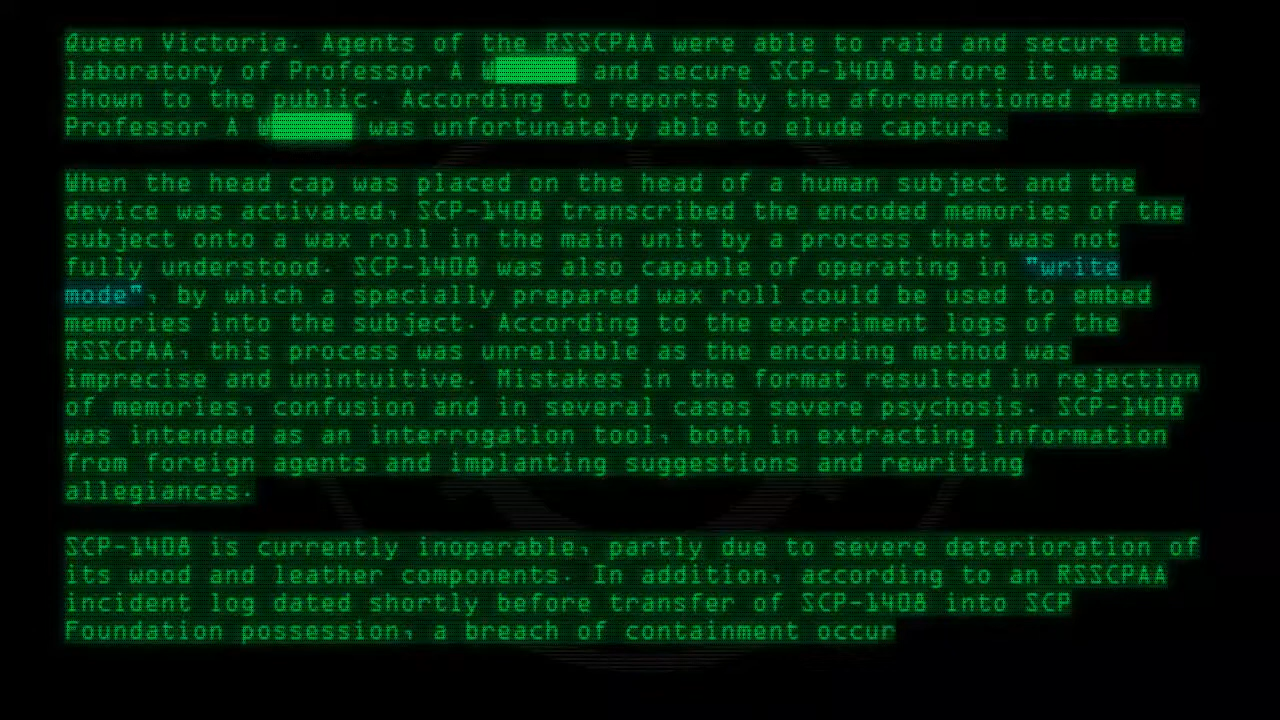 Queen Victoria. Agents of the RSSCPAA were able to raid and secure the
laboratory of Professor A W█████ and secure SCP-1408 before it was
shown to the public. According to reports by the aforementioned agents,
Professor A W█████ was unfortunately able to elude capture.
When the head cap was placed on the head of a human subject and the
device was activated, SCP-1408 transcribed the encoded memories of the
subject onto a wax roll in the main unit by a process that was not
fully understood. SCP-1408 was also capable of operating in "write
mode", by which a specially prepared wax roll could be used to embed
memories into the subject. According to the experiment logs of the
RSSCPAA, this process was unreliable as the encoding method was
imprecise and unintuitive. Mistakes in the format resulted in rejection
of memories, confusion and in several cases severe psychosis. SCP-1408
was intended as an interrogation tool, both in extracting information
from foreign agents and implanting suggestions and rewriting
allegiances.
SCP-1408 is currently inoperable, partly due to severe deterioration of
its wood and leather components. In addition, according to an RSSCPAA
incident log dated shortly before transfer of SCP-1408 into SCP
Foundation possession, a breach of containment occur